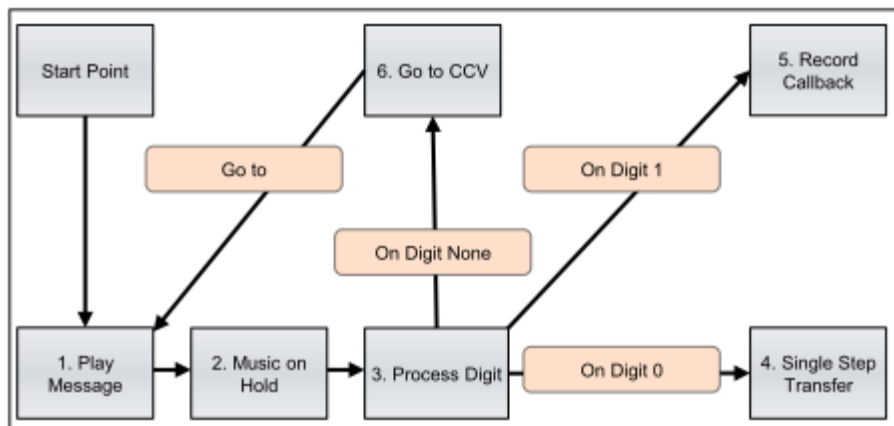 Start Point
6. Go to CCV
5. Record
Callback
Go to
On Digit 1
On Digit None
1. Play
Message
2. Music on
Hold
3. Process Digit
On Digit 0
4. Single Step
Transfer